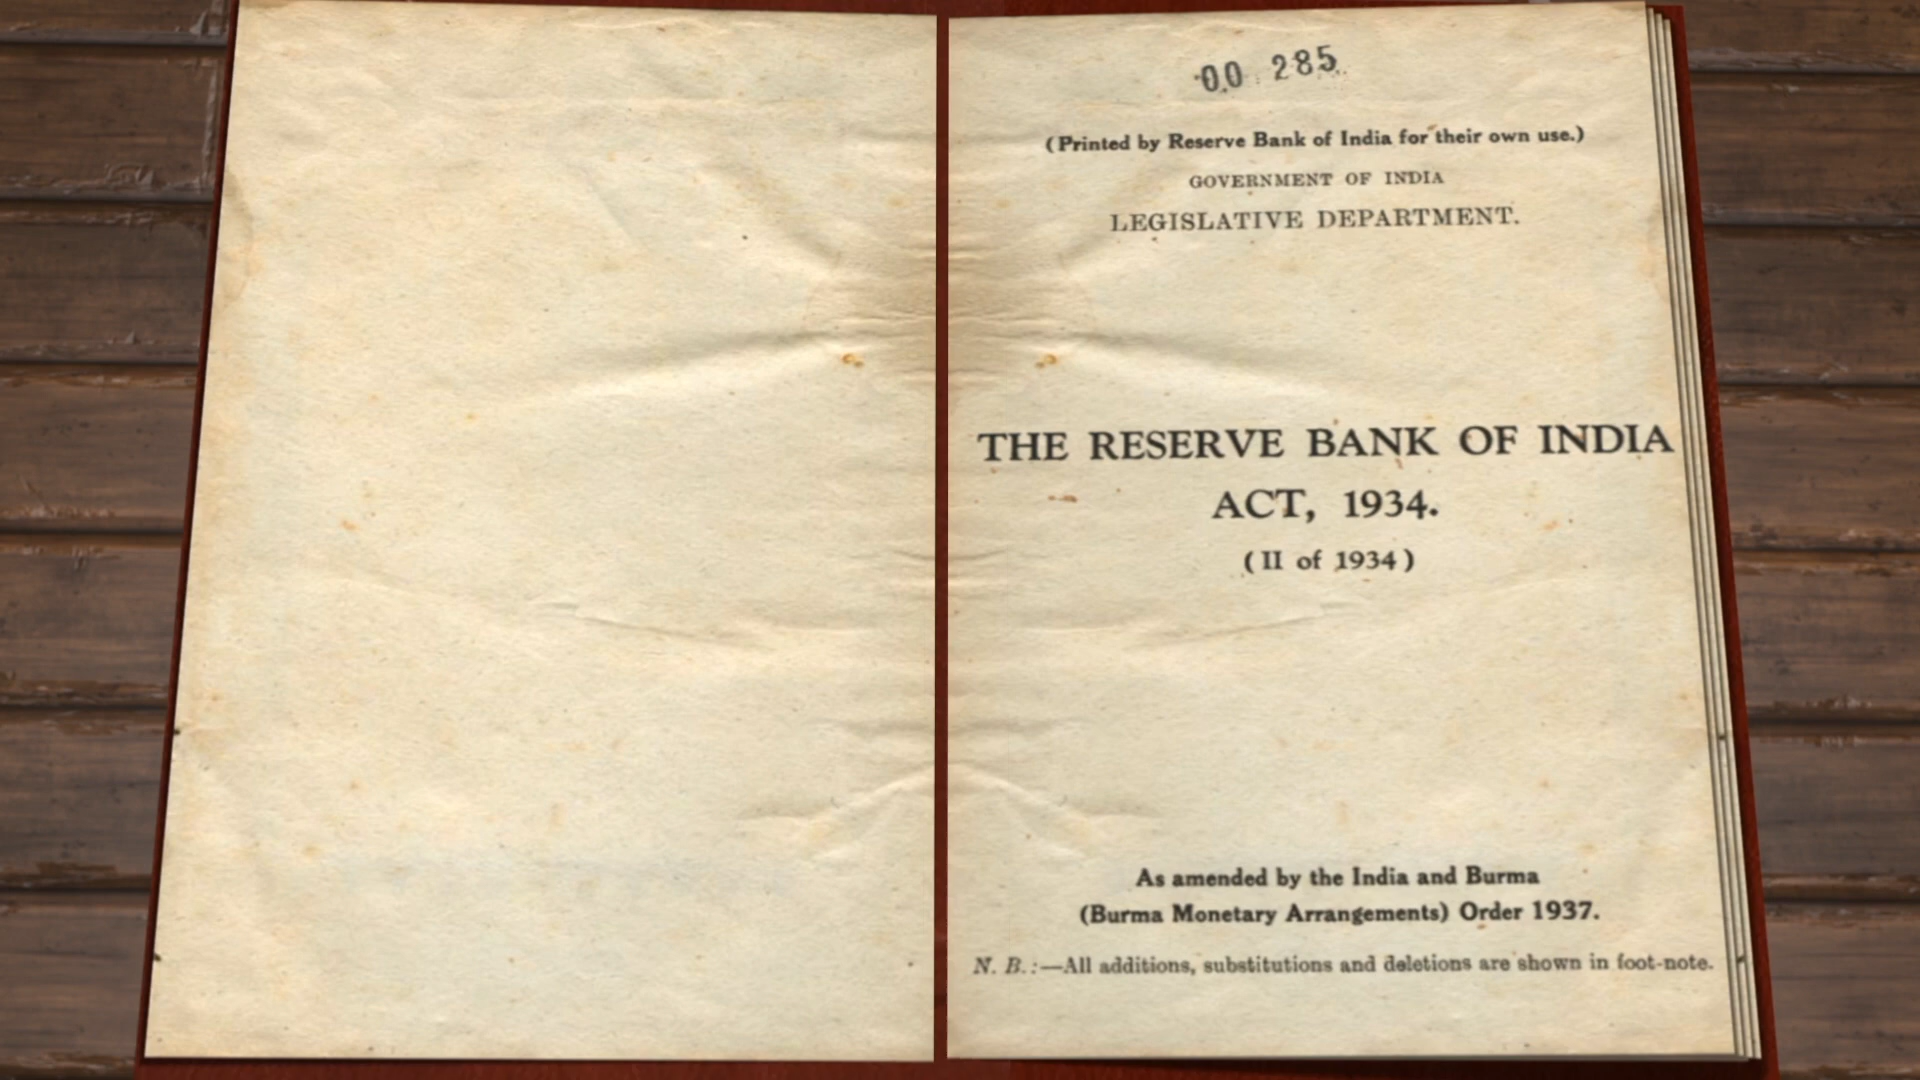 00 285
(Printed by Reserve Bank of India for their own use.)
GOVERNMENT OF INDIA
LEGISLATIVE DEPARTMENT.
THE RESERVE BANK OF INDIA
ACT, 1934.
(II of 1934)
As amended by the India and Burma
(Burma Monetary Arrangements) Order 1937.
N. B.:—All additions, substitutions and deletions are shown in foot-note.